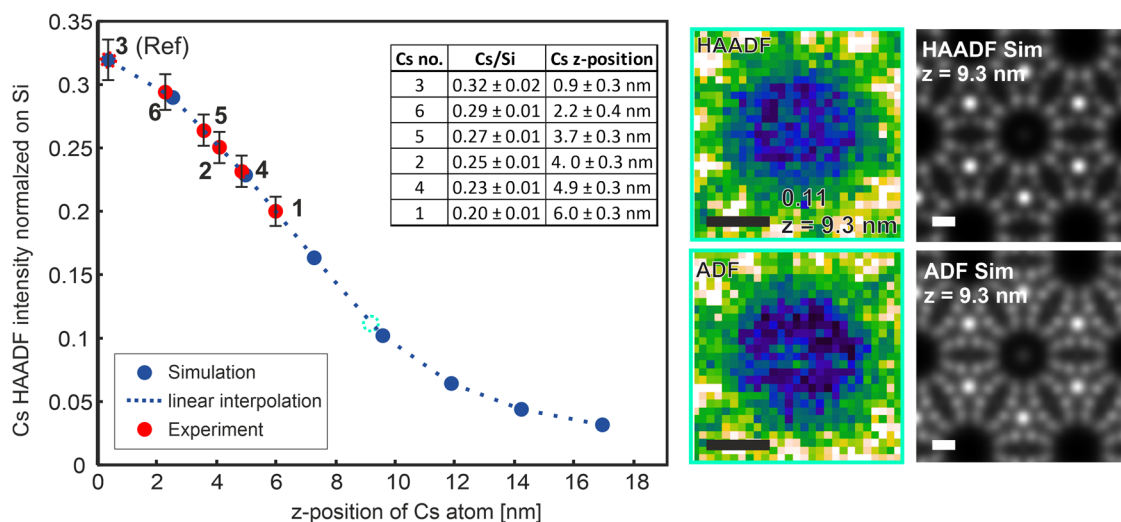 Cs HAADF intensity normalzed on Si
0.35
0.3
0.25
0.2
0.15
0.1
0.05
0
0 2 4 6 8 10 12 14 16 18
z-position of Cs atom [nm]
3 (Ref)
6
5
2
4
1
Cs no. Cs/Si Cs z-position
3 0.32 ± 0.02 0.9 ± 0.3 nm
6 0.29 ± 0.01 2.2 ± 0.4 nm
5 0.27 ± 0.01 3.7 ± 0.3 nm
2 0.25 ± 0.01 4. 0 ± 0.3 nm
4 0.23 ± 0.01 4.9 ± 0.3 nm
1 0.20 ± 0.01 6.0 ± 0.3 nm
Simulation
linear interpolation
Experiment
HAADF
0.11
z = 9.3 nm
HAADF Sim
z = 9.3 nm
ADF
ADF Sim
z = 9.3 nm